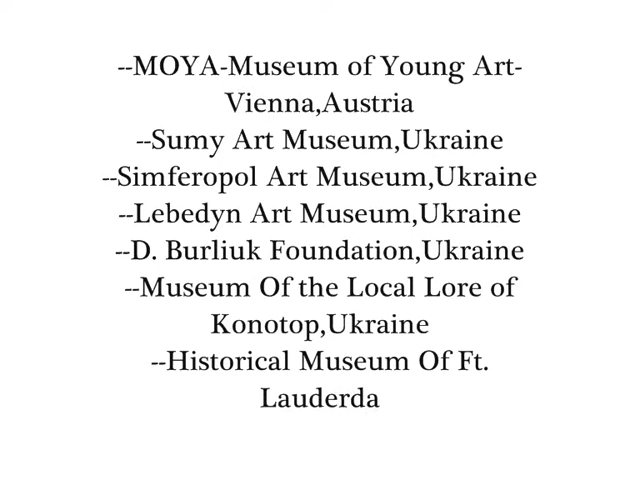 --MOYA-Museum of Young Art-
Vienna,Austria
--Sumy Art Museum,Ukraine
--Simferopol Art Museum,Ukraine
--Lebedyn Art Museum,Ukraine
--D. Burliuk Foundation,Ukraine
--Museum Of the Local Lore of
Konotop,Ukraine
--Historical Museum Of Ft.
Lauderda